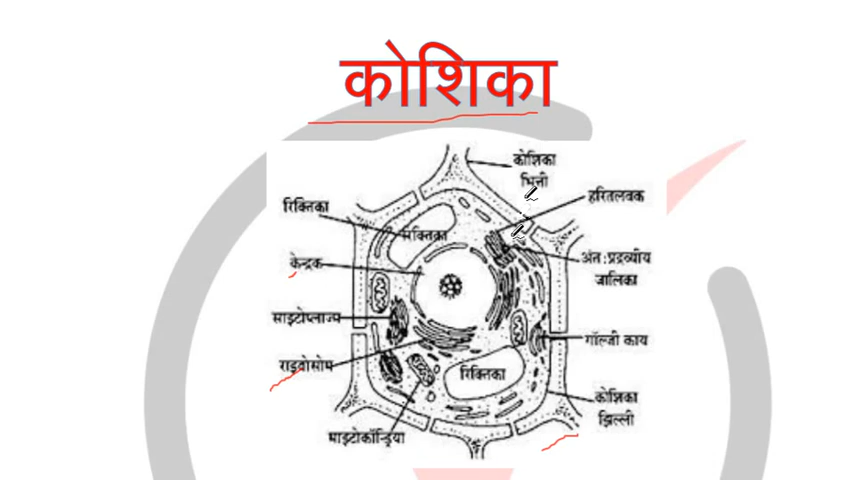 कोशिका
कोशिका
भित्ती
रिक्तिका
हरितलवक
रिक्तिका
केन्द्रक
अंत:प्रद्रव्यीय
जालिका
साइटोप्लाज्म
गॉल्जी काय
राइबोसोम
रिक्तिका
कोशिका
झिल्ली
माइटोकॉन्ड्रिया